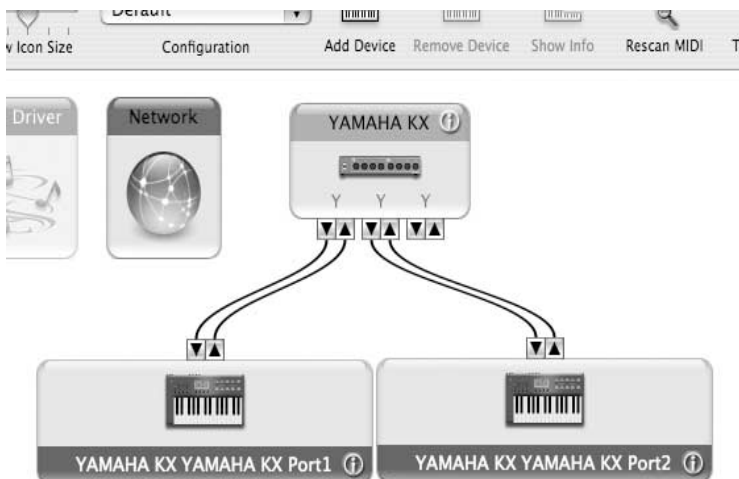 Default
w Icon Size
Configuration
Add Device
Remove Device
Show Info
Rescan MIDI
T
Driver
Network
YAMAHA KX
Y Y Y
YAMAHA KX YAMAHA KX Port1
YAMAHA KX YAMAHA KX Port2